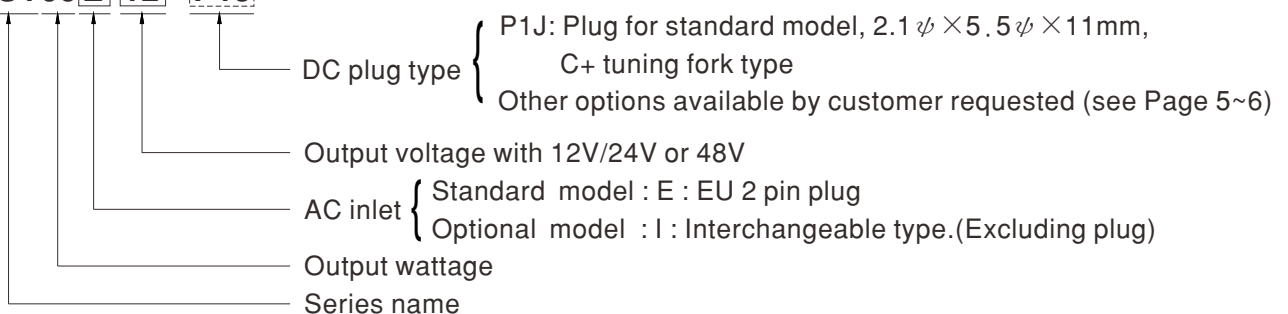 P1J: Plug for standard model, 2.1ψ×5.5ψ×11mm,
DC plug type
C+ tuning fork type
Other options available by customer requested (see Page 5~6)
Output voltage with 12V/24V or 48V
Standard model : E : EU 2 pin plug
AC inlet
Optional model : I : Interchangeable type.(Excluding plug)
Output wattage
Series name